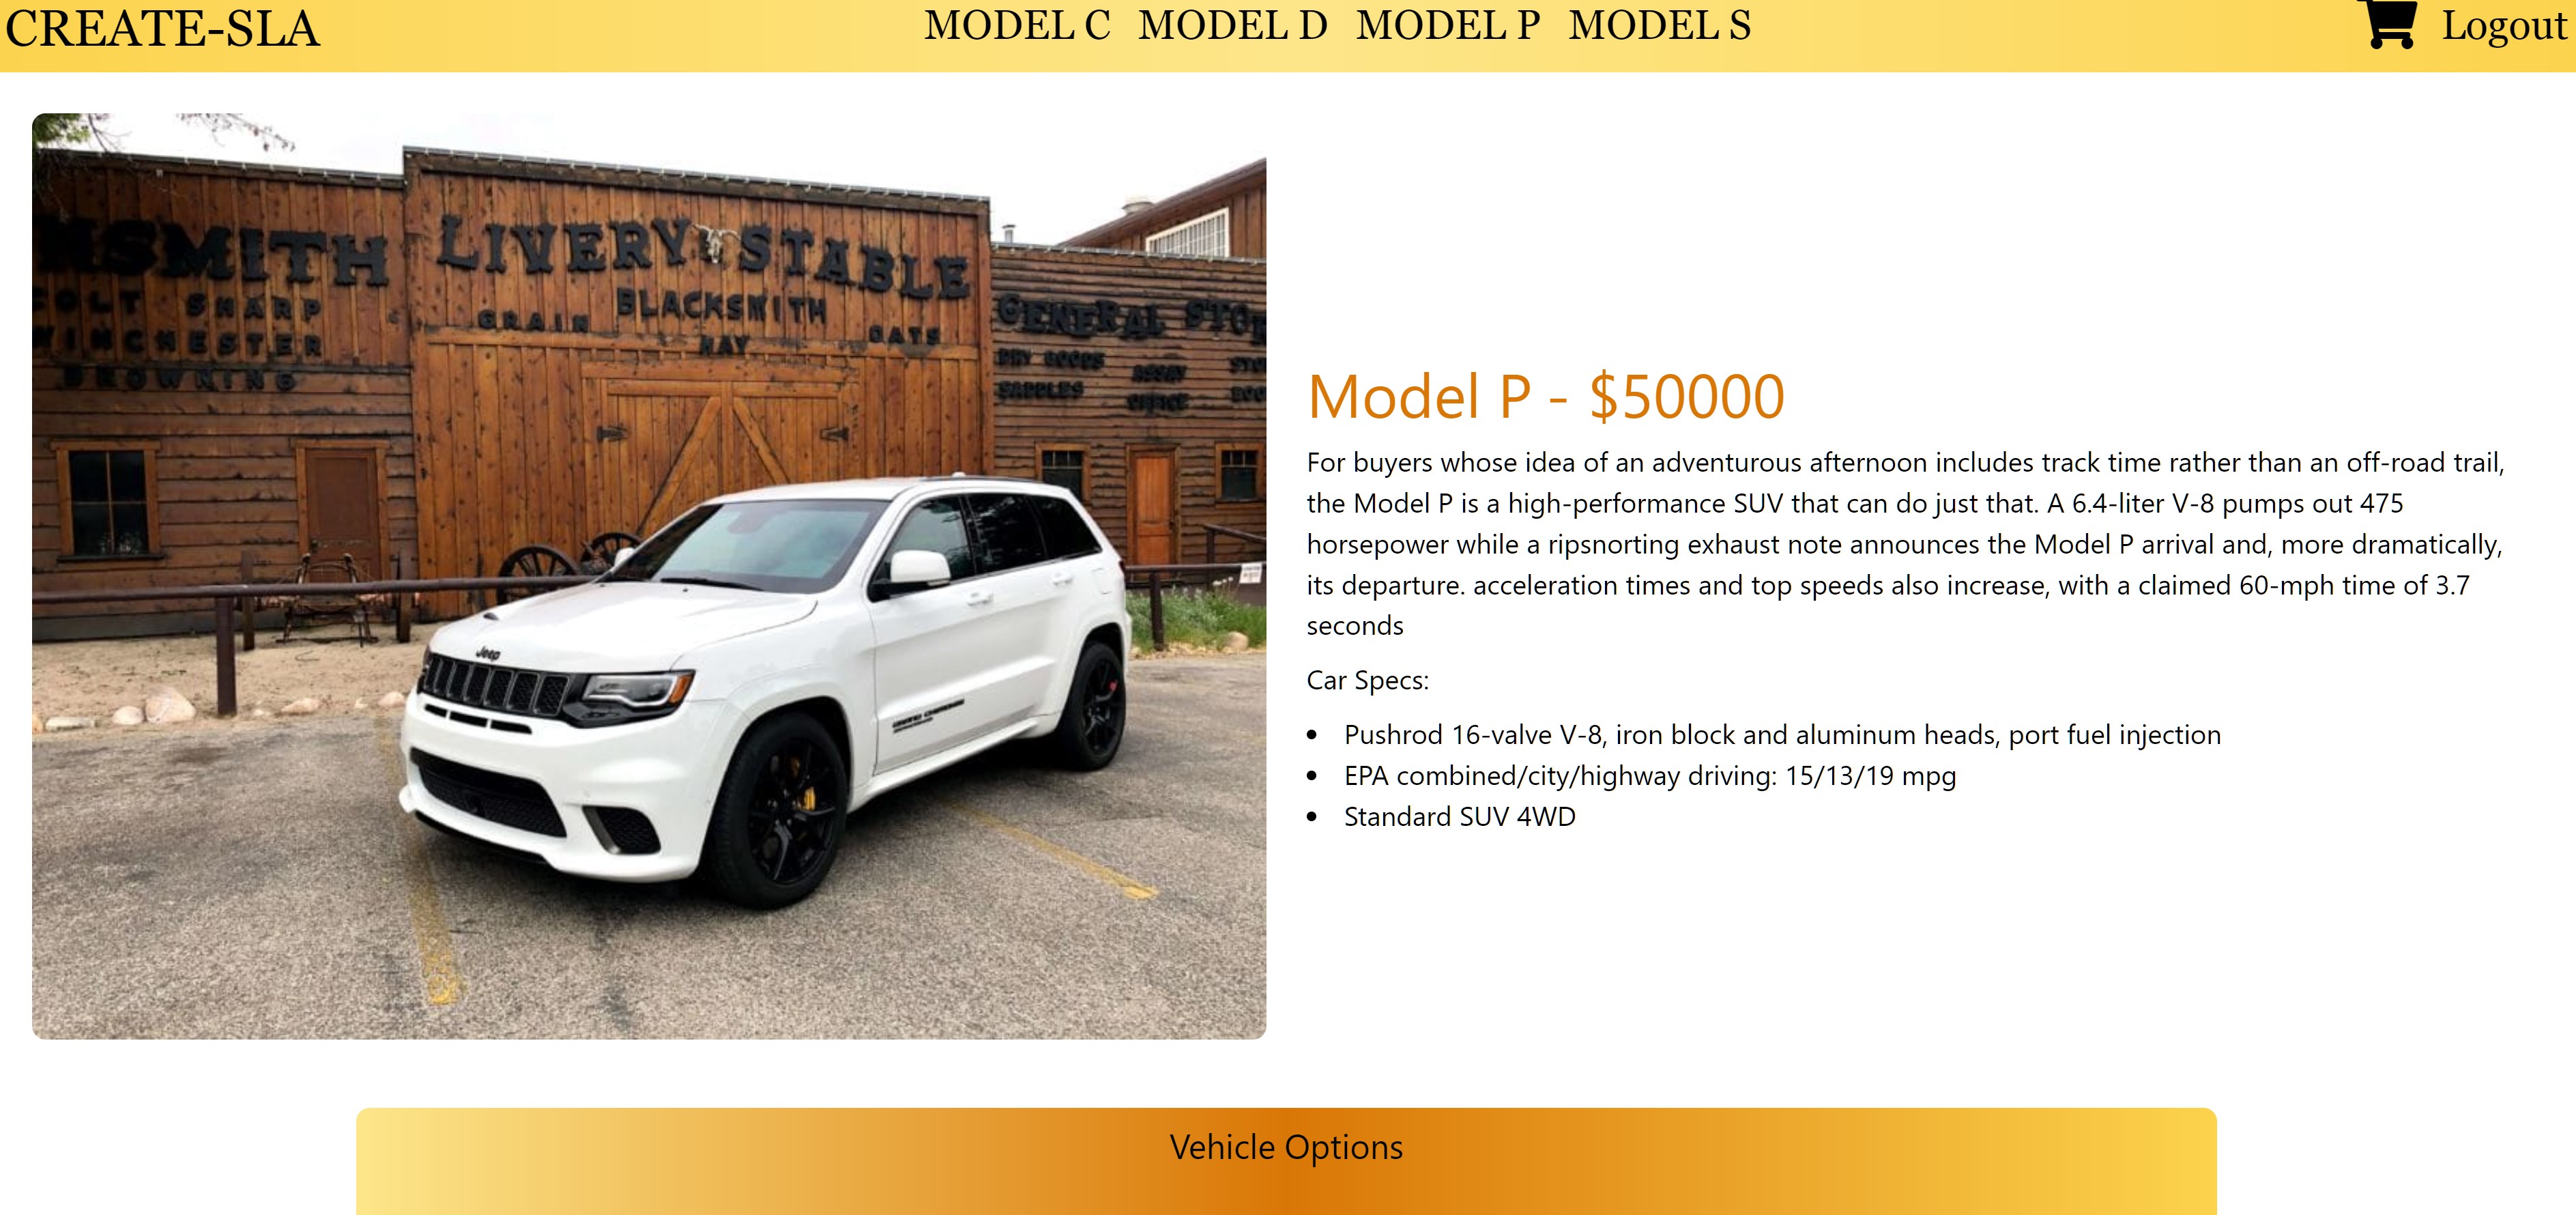 CREATE-SLA
MODEL C MODEL D MODEL P MODEL S
Logout
SMITH
LIVERY STABLE
BLACKSMITH
GRAIN
HAY
OATS
SHARP
WINCHESTER
BROWNING
GENERAL
DRY GOODS
SADDLES
ASSAY
OFFICE
Jeep
Model P - $50000
For buyers whose idea of an adventurous afternoon includes track time rather than an off-road trail,
the Model P is a high-performance SUV that can do just that. A 6.4-liter V-8 pumps out 475
horsepower while a ripsnorting exhaust note announces the Model P arrival and, more dramatically,
its departure. acceleration times and top speeds also increase, with a claimed 60-mph time of 3.7
seconds
Car Specs:
Pushrod 16-valve V-8, iron block and aluminum heads, port fuel injection
EPA combined/city/highway driving: 15/13/19 mpg
Standard SUV 4WD
Vehicle Options